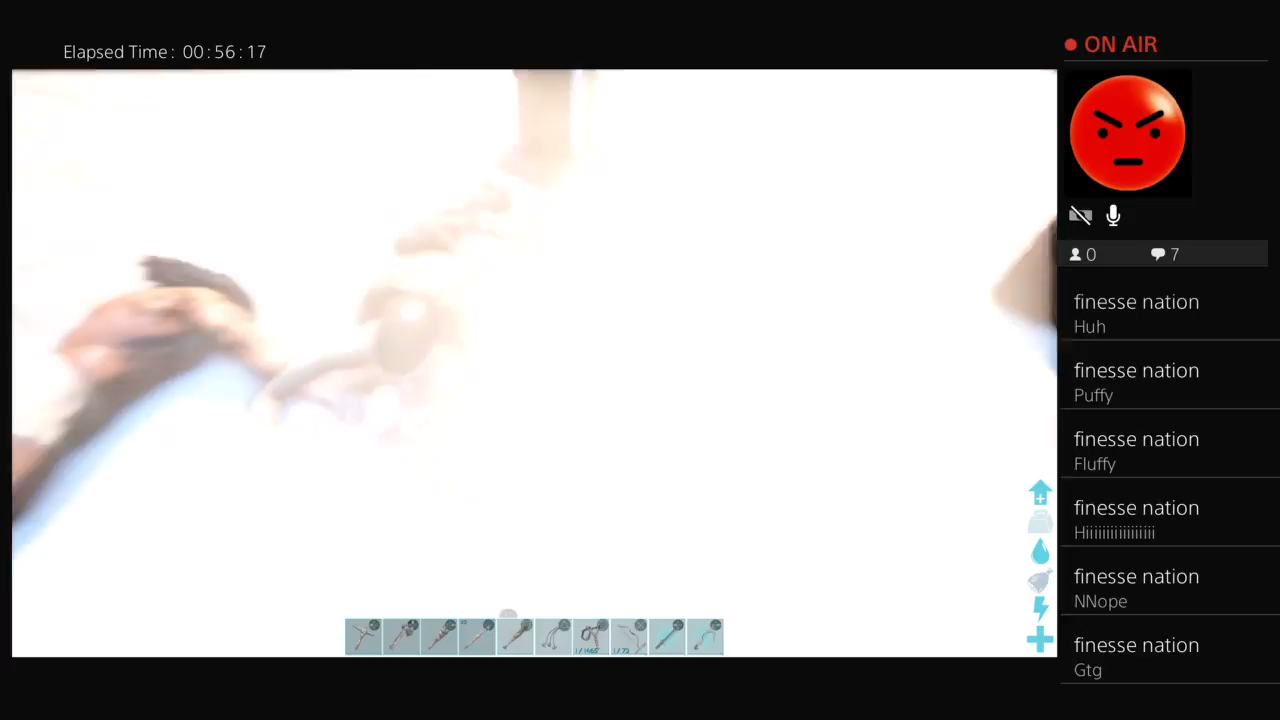 Elapsed Time: 00:56:17
ON AIR
0 7
finesse nation
Huh
finesse nation
Puffy
finesse nation
Fluffy
finesse nation
Hiiiiiiiiiiiiiiiii
finesse nation
NNope
finesse nation
Gtg